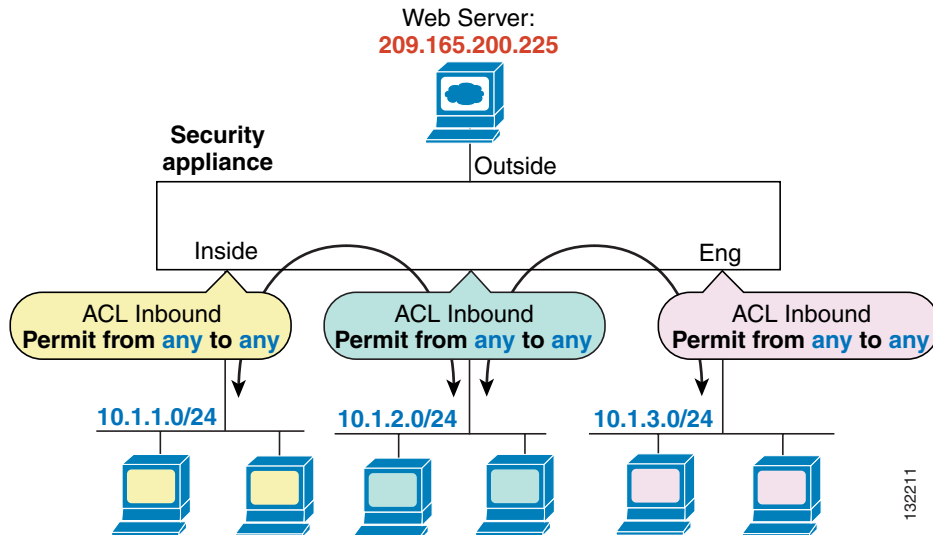 Web Server:
209.165.200.225
Security
appliance
Outside
Inside
Eng
ACL Inbound
Permit from any to any
ACL Inbound
Permit from any to any
ACL Inbound
Permit from any to any
10.1.1.0/24
10.1.2.0/24
10.1.3.0/24
132211